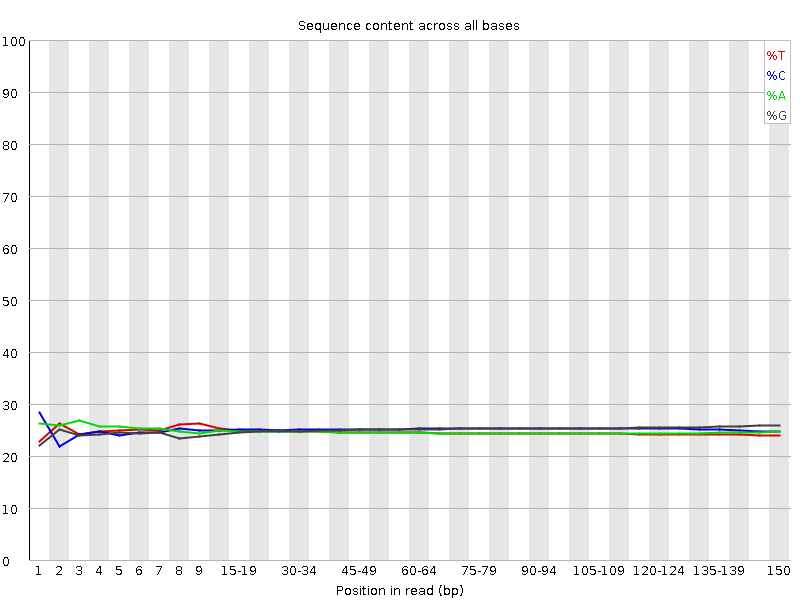 Sequence content across all bases
100
90
80
70
60
50
40
30
20
10
0
%T
%C
%A
%G
1 2 3 4 5 6 7 8 9 15-19 30-34 45-49 60-64 75-79 90-94 105-109 120-124 135-139 150
Position in read (bp)